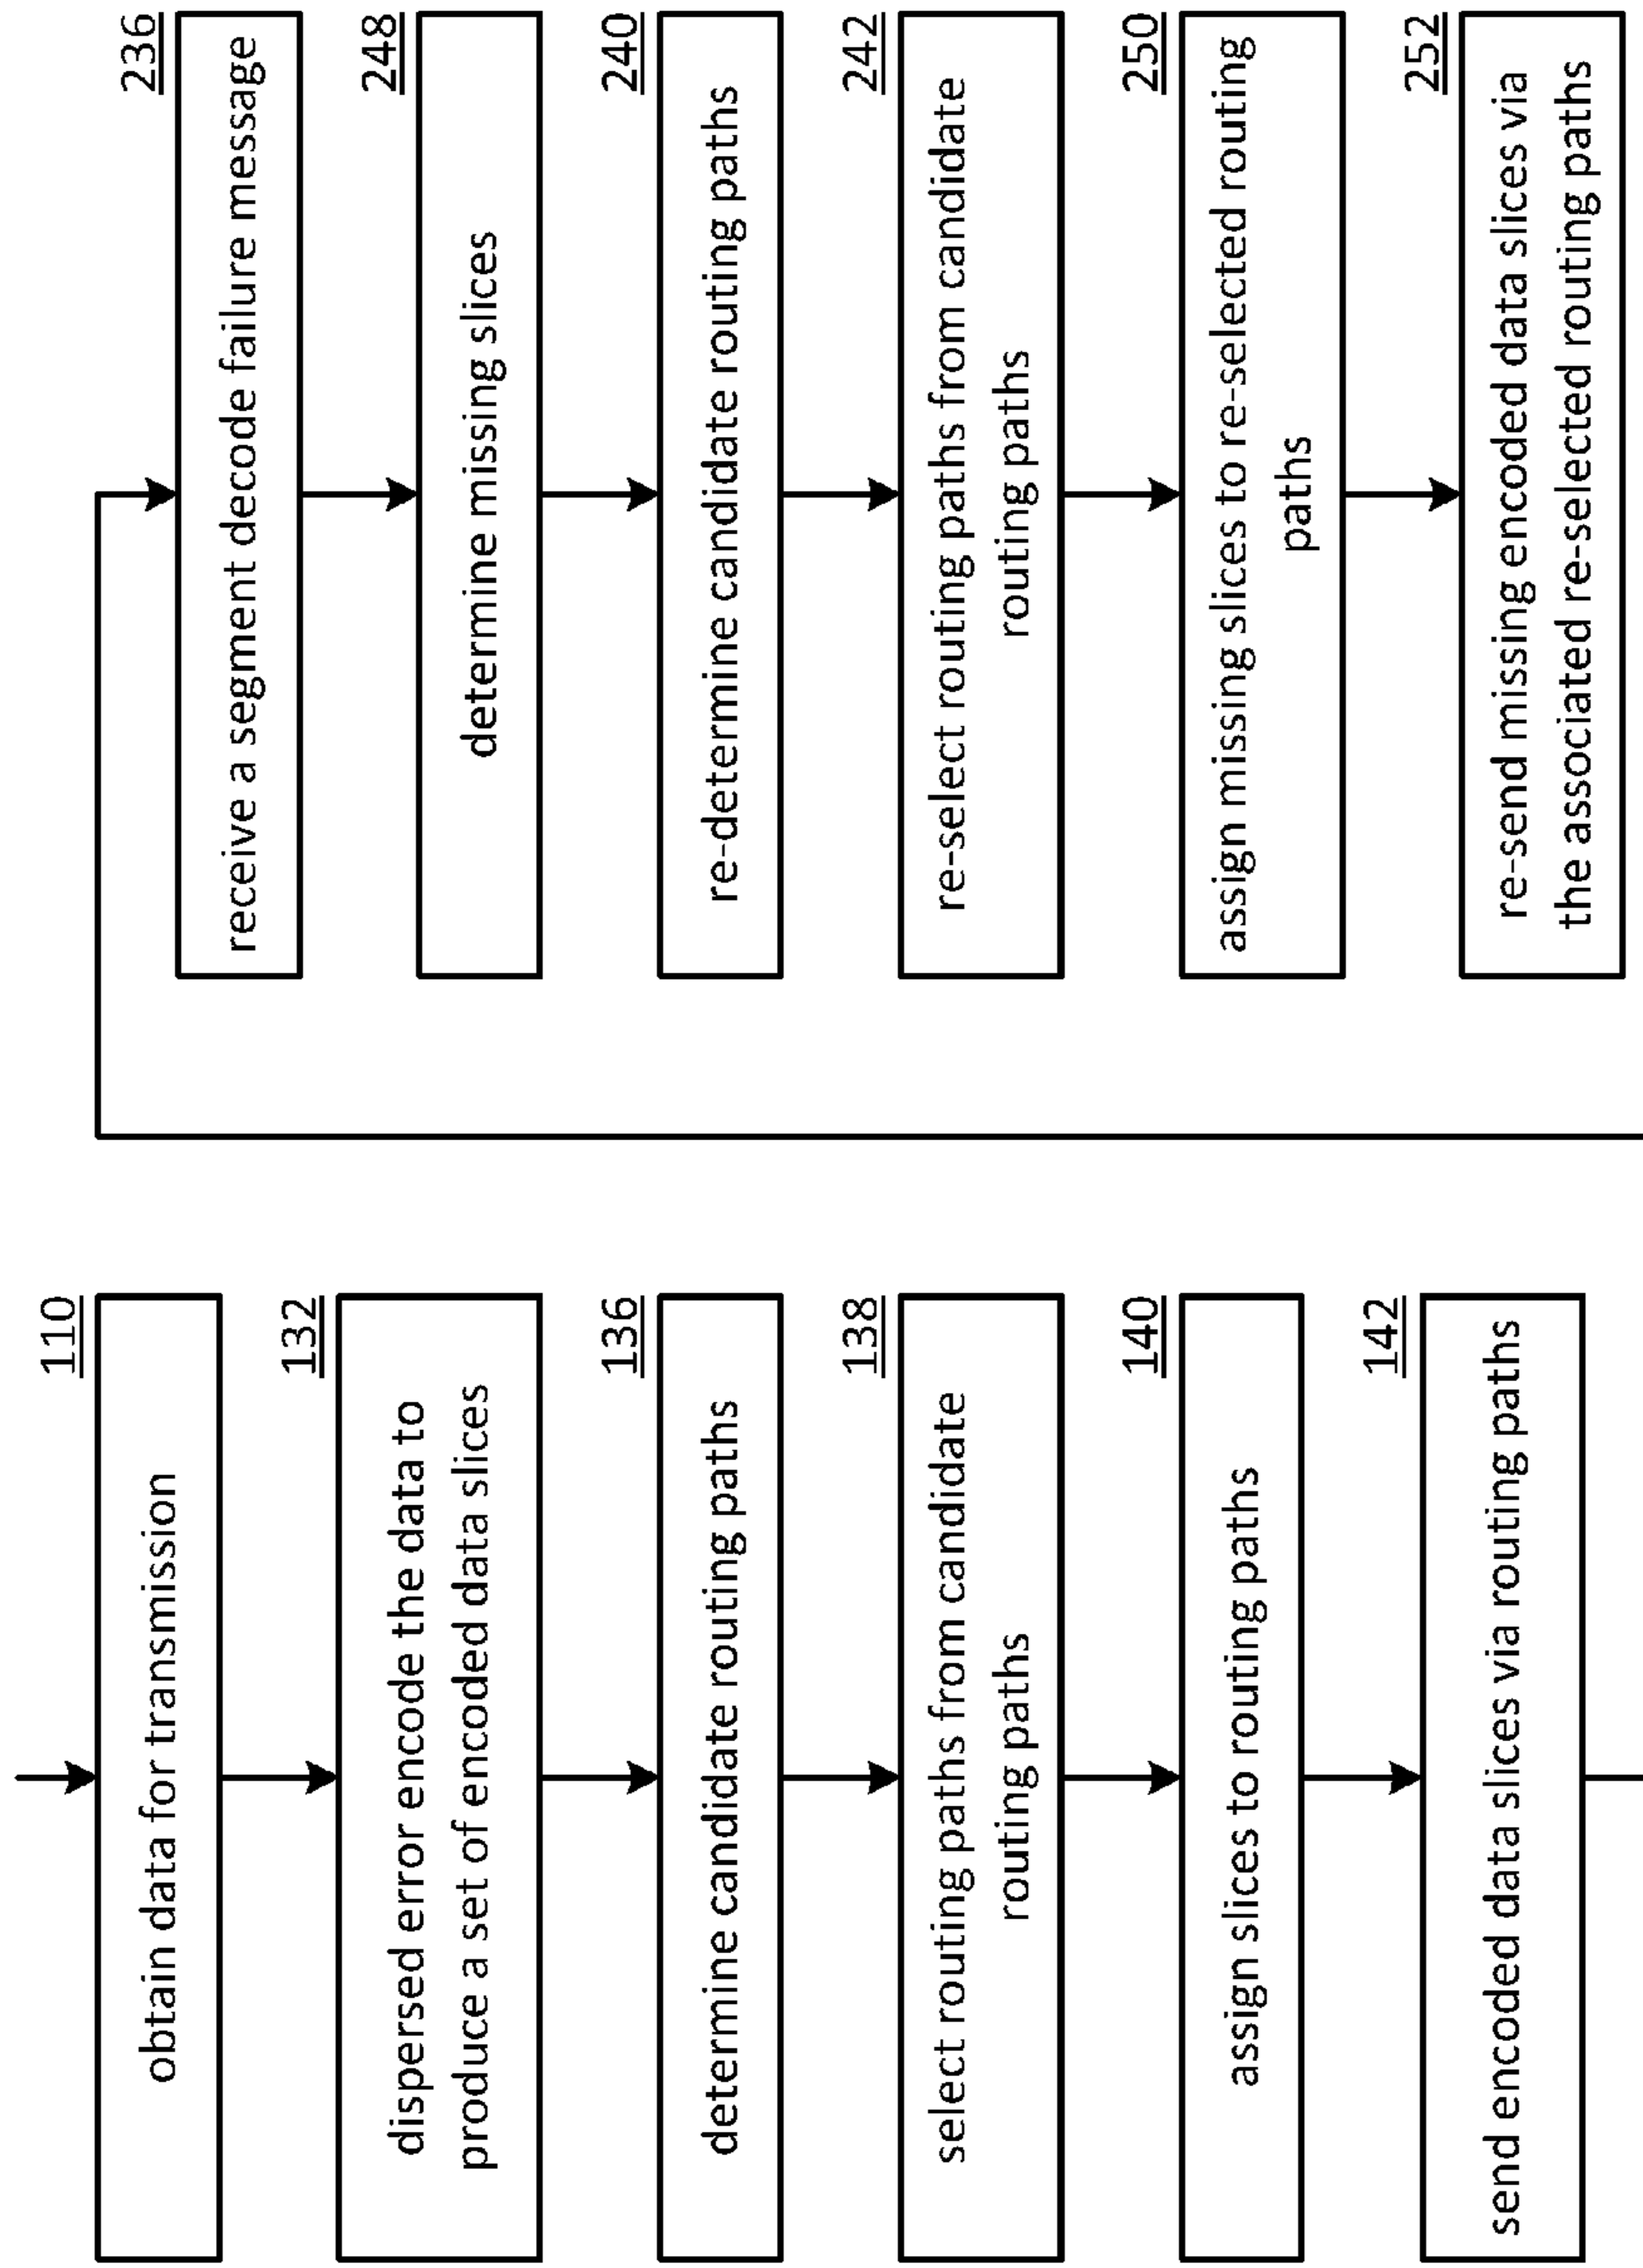 110
obtain data for transmission
132
dispersed error encode the data to
produce a set of encoded data slices
136
determine candidate routing paths
138
select routing paths from candidate
routing paths
140
assign slices to routing paths
142
send encoded data slices via routing paths
236
receive a segment decode failure message
248
determine missing slices
240
re-determine candidate routing paths
242
re-select routing paths from candidate
routing paths
250
assign missing slices to re-selected routing
paths
252
re-send missing encoded data slices via
the associated re-selected routing paths